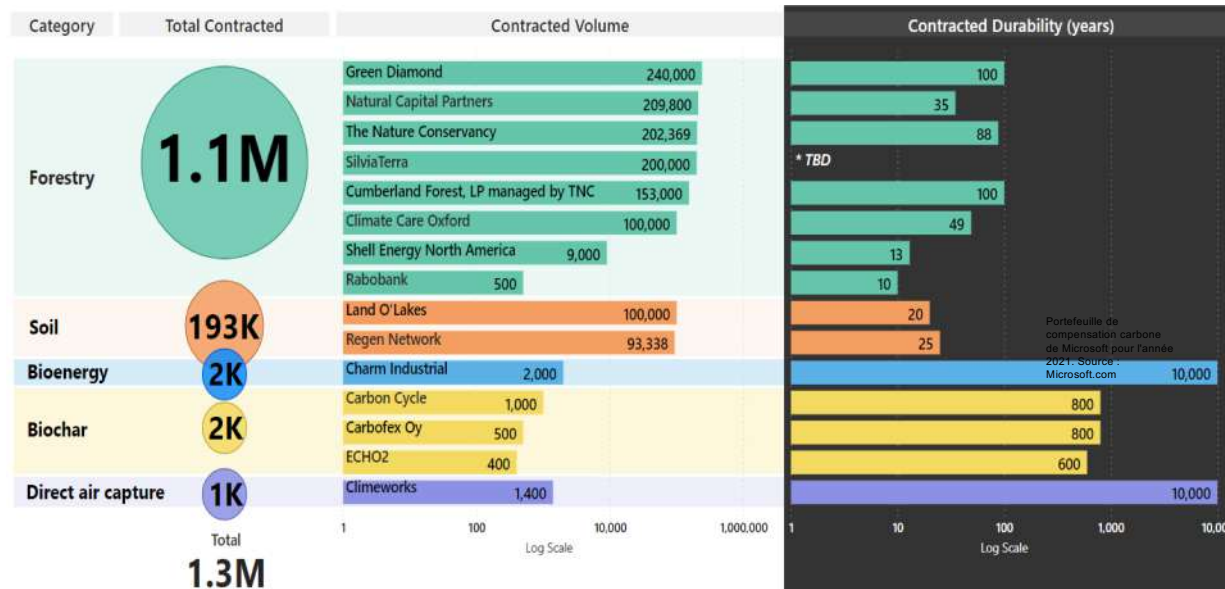 Category Total Contracted Contracted Volume Contracted Durability (years)
Forestry
1.1M
Green Diamond 240,000 100
Natural Capital Partners 209,800 35
The Nature Conservancy 202,369 88
SilviaTerra 200,000 * TBD
Cumberland Forest, LP managed by TNC 153,000 100
Climate Care Oxford 100,000 49
Shell Energy North America 9,000 13
Rabobank 500 10
Soil
193K
Land O'Lakes 100,000 20
Regen Network 93,338 25
Portefeuille de
compensation carbone
de Microsoft pour l'année
2021. Source :
Microsoft.com
Bioenergy 2K Charm Industrial 2,000 10,000
Biochar
2K
Carbon Cycle 1,000 800
Carbofex Oy 500 800
ECHO2 400 600
Direct air capture 1K Climeworks 1,400 10,000
Total
1.3M
1 100 10,000 1,000,000
Log Scale
1 10 100 1,000 10,00
Log Scale